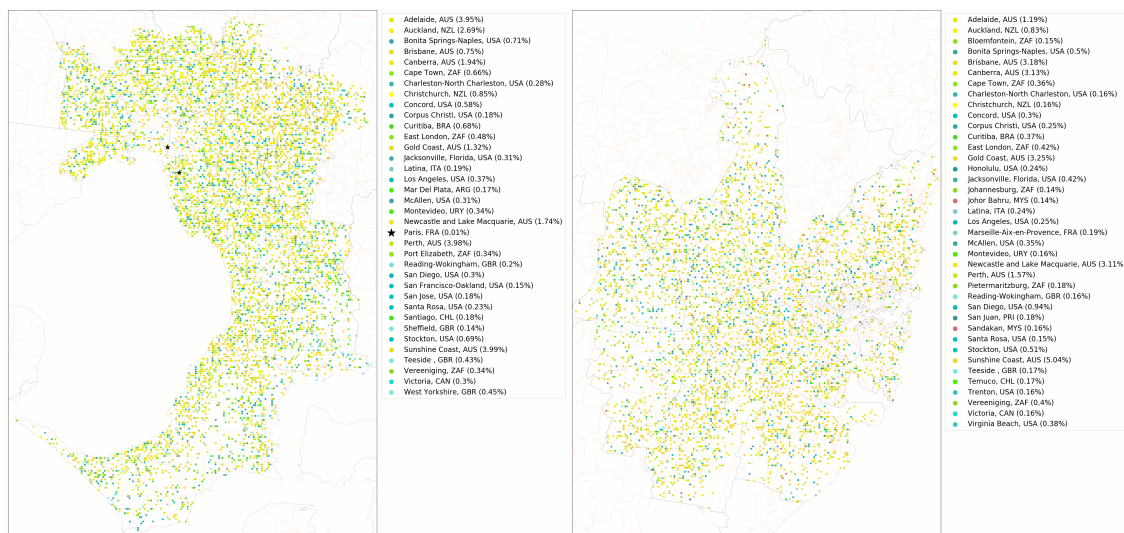 Adelaide, AUS (3.95%)
Auckland, NZL (2.69%)
Bonita Springs-Naples, USA (0.71%)
Brisbane, AUS (0.75%)
Canberra, AUS (1.94%)
Cape Town, ZAF (0.66%)
Charleston-North Charleston, USA (0.28%)
Christchurch, NZL (0.85%)
Concord, USA (0.58%)
Corpus Christi, USA (0.18%)
Curitiba, BRA (0.68%)
East London, ZAF (0.48%)
Gold Coast, AUS (1.32%)
Jacksonville, Florida, USA (0.31%)
Latina, ITA (0.19%)
Los Angeles, USA (0.37%)
Mar Del Plata, ARG (0.17%)
McAllen, USA (0.31%)
Montevideo, URY (0.34%)
Newcastle and Lake Macquarie, AUS (1.74%)
Paris, FRA (0.01%)
Perth, AUS (3.98%)
Port Elizabeth, ZAF (0.34%)
Reading-Wokingham, GBR (0.2%)
San Diego, USA (0.3%)
San Francisco-Oakland, USA (0.15%)
San Jose, USA (0.18%)
Santa Rosa, USA (0.23%)
Santiago, CHL (0.18%)
Sheffield, GBR (0.14%)
Stockton, USA (0.69%)
Sunshine Coast, AUS (3.99%)
Teeside , GBR (0.43%)
Vereeniging, ZAF (0.34%)
Victoria, CAN (0.3%)
West Yorkshire, GBR (0.45%)
Adelaide, AUS (1.19%)
Auckland, NZL (0.83%)
Bloemfontein, ZAF (0.15%)
Bonita Springs-Naples, USA (0.5%)
Brisbane, AUS (3.18%)
Canberra, AUS (3.13%)
Cape Town, ZAF (0.36%)
Charleston-North Charleston, USA (0.16%)
Christchurch, NZL (0.16%)
Concord, USA (0.3%)
Corpus Christi, USA (0.25%)
Curitiba, BRA (0.37%)
East London, ZAF (0.42%)
Gold Coast, AUS (3.25%)
Honolulu, USA (0.24%)
Jacksonville, Florida, USA (0.42%)
Johannesburg, ZAF (0.14%)
Johor Bahru, MYS (0.14%)
Latina, ITA (0.24%)
Los Angeles, USA (0.25%)
Marseille-Aix-en-Provence, FRA (0.19%)
McAllen, USA (0.35%)
Montevideo, URY (0.16%)
Newcastle and Lake Macquarie, AUS (3.11%
Perth, AUS (1.57%)
Pietermaritzburg, ZAF (0.18%)
Reading-Wokingham, GBR (0.16%)
San Diego, USA (0.94%)
San Juan, PRI (0.18%)
Sandakan, MYS (0.16%)
Santa Rosa, USA (0.15%)
Stockton, USA (0.51%)
Sunshine Coast, AUS (5.04%)
Teeside , GBR (0.17%)
Temuco, CHL (0.17%)
Trenton, USA (0.16%)
Vereeniging, ZAF (0.4%)
Victoria, CAN (0.16%)
Virginia Beach, USA (0.38%)